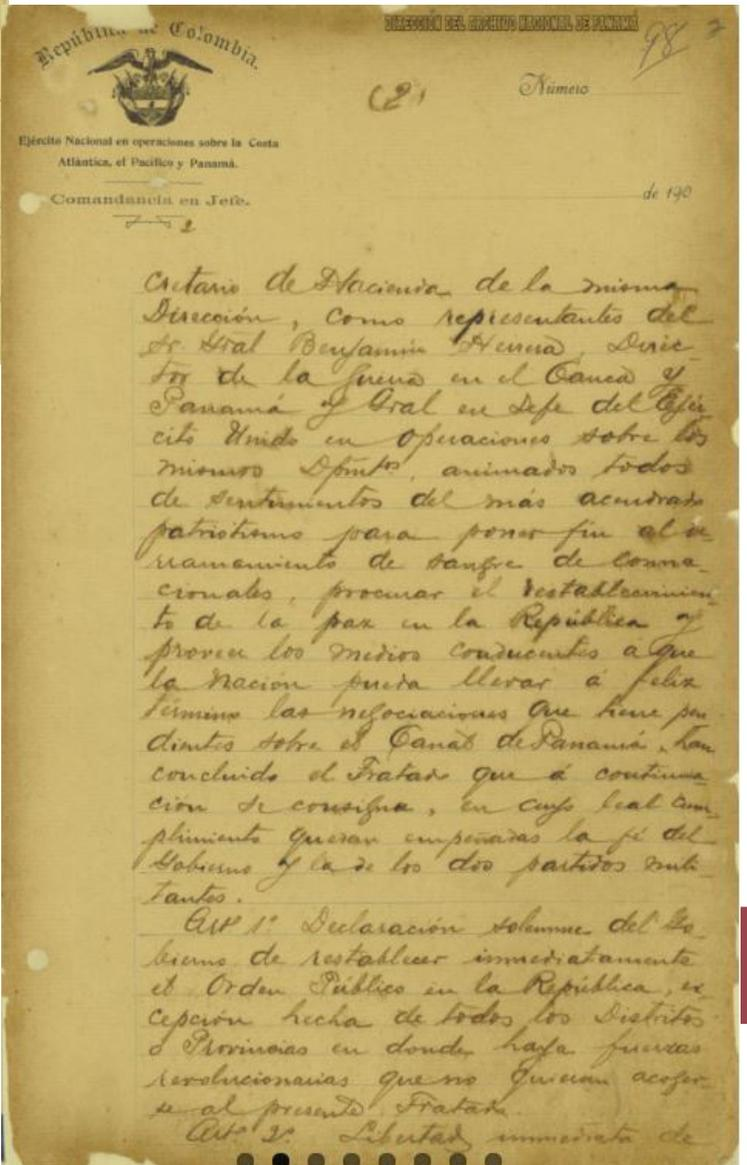 DIRECCIÓN DEL ARCHIVO NACIONAL DE PANAMÁ
98
2
República de Colombia.
(2)
Número
Ejército Nacional en operaciones sobre la Costa
Atlántica, el Pacífico y Panamá.
Comandancia en Jefe.
de 190
2
cretario de Hacienda de la misma
Dirección, como representantes del
Sr. Gral Benjamín Herrera, Direc-
tor de la guerra en el Cauca y
Panamá y Gral en Jefe del Ejér-
cito Unido en operaciones sobre los
mismos Dpmtos, animados todos
de sentimientos del más acendrado
patriotismo para poner fin al de-
rramamiento de sangre de conna-
cionales, procurar el restablecimien-
to de la paz en la República y
proveer los medios conducentes á que
la Nación pueda llevar á feliz
término las negociaciones que tiene pen
dientes sobre el Canal de Panamá, han
concluido el Tratado que á continua-
ción se consigna, en cuyo leal cum-
plimiento quedan empeñadas la fé del
Gobierno y la de los dos partidos mili-
tantes.
Artº 1º Declaración solemne del Go-
bierno de restablecer inmediatamente
el Orden Público en la República, ex-
cepción hecha de todos los Distritos
o Provincias en donde haya fuerzas
revolucionarias que no quieran acoger-
se al presente Tratado.
Artº 2º Libertad inmediata de